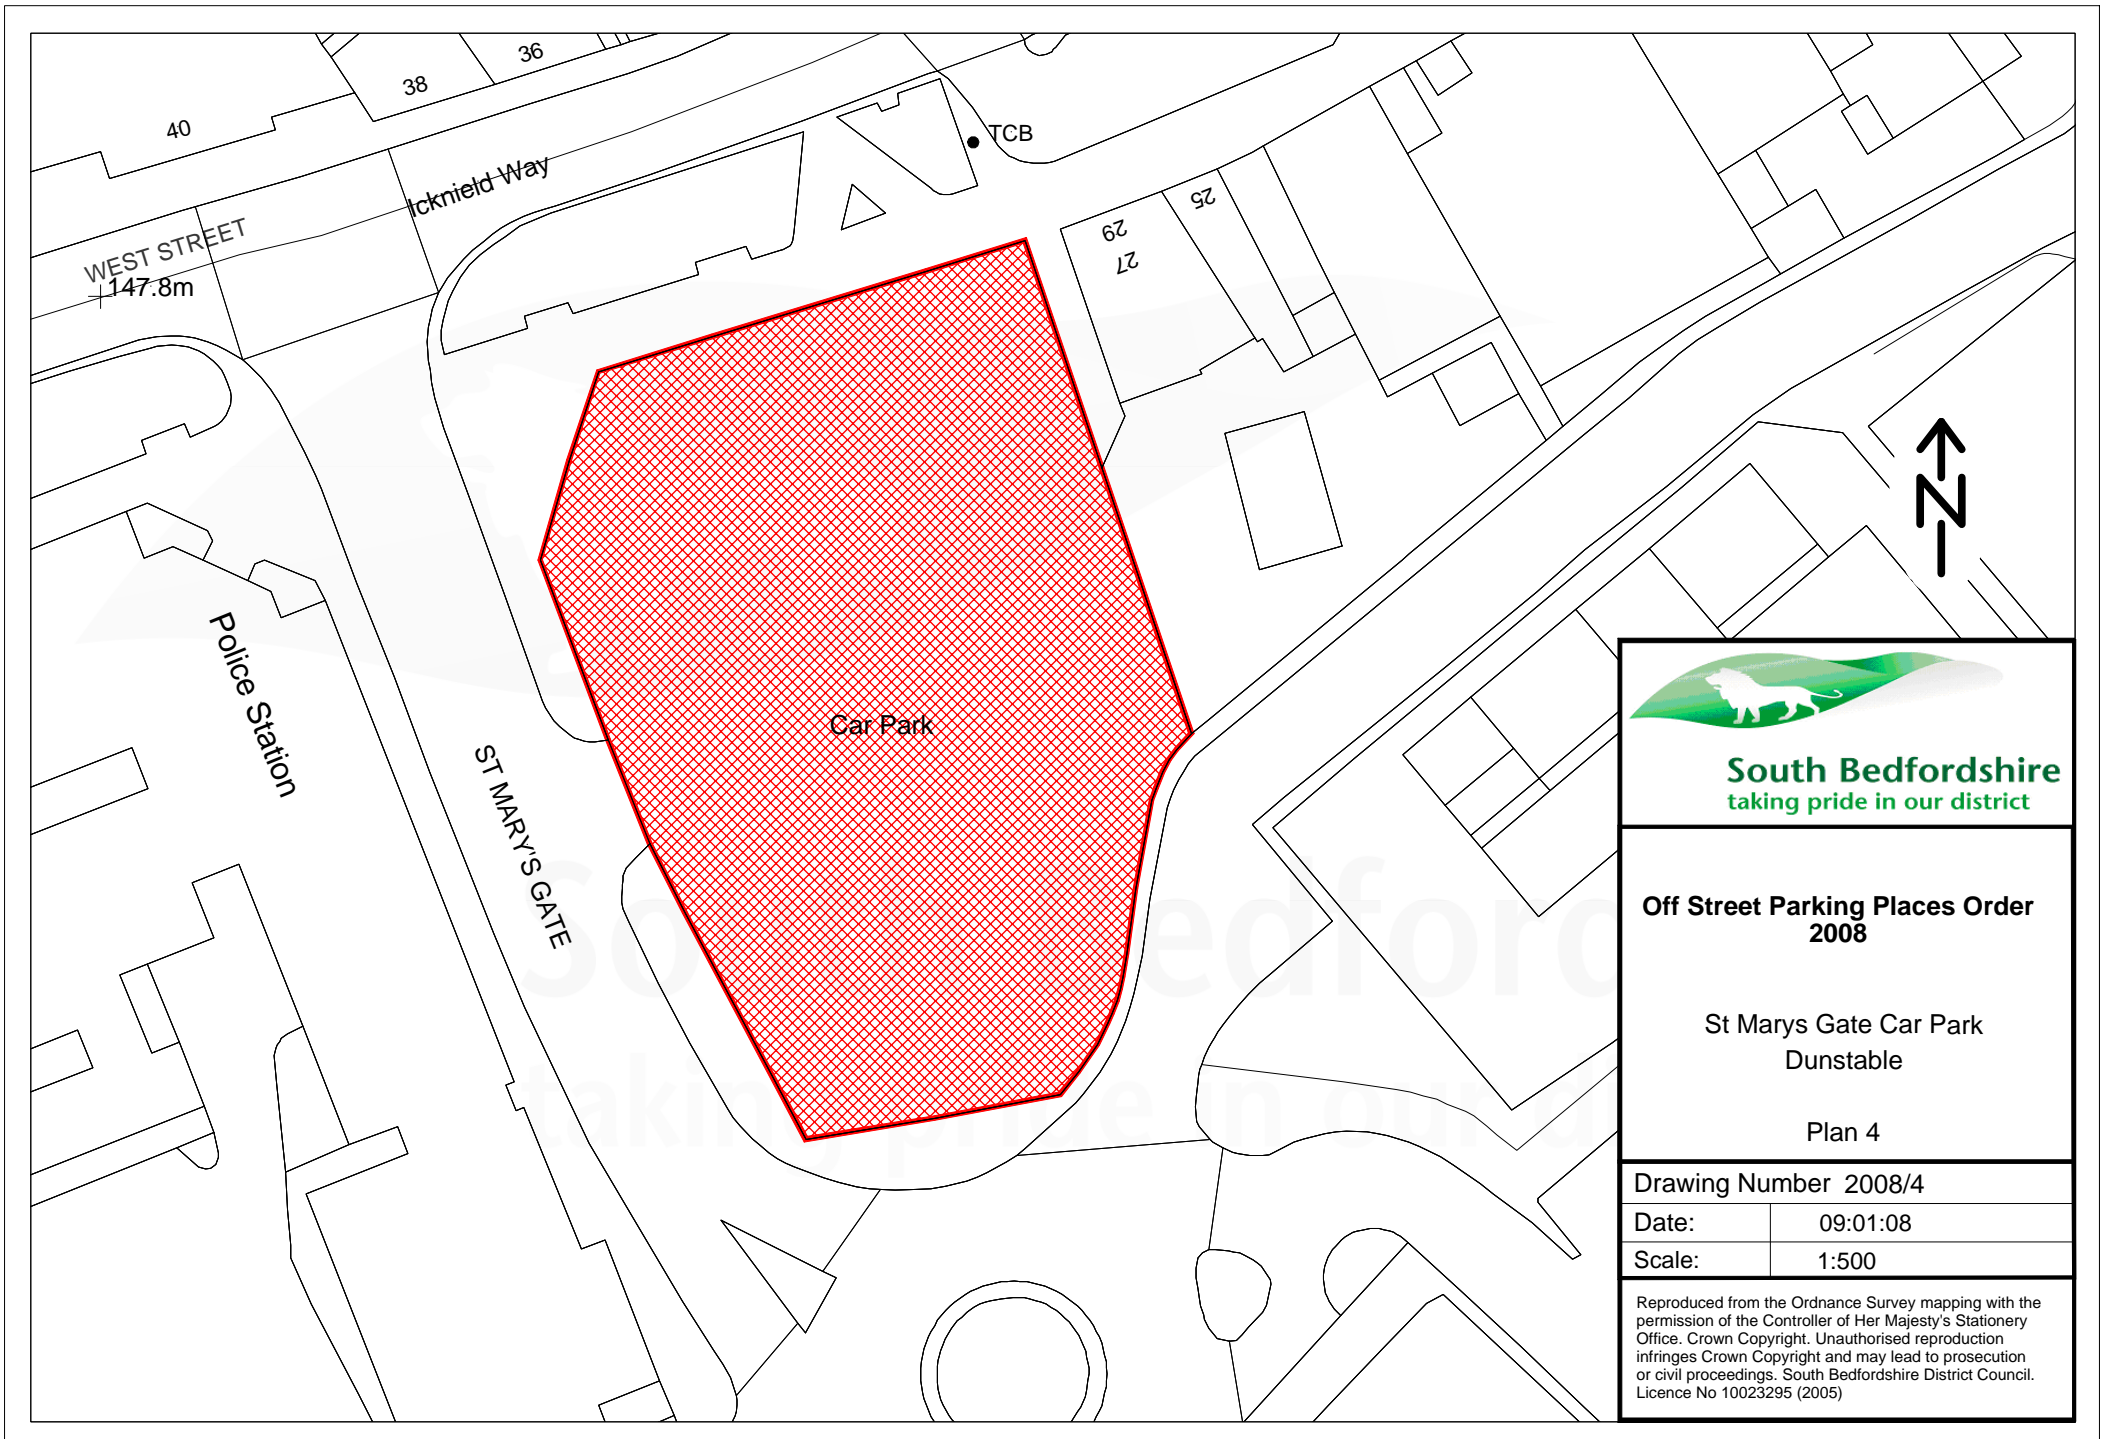 36
38
40
TCB
Icknield Way
WEST STREET
147.8m
25
29
27
N
Police Station
Car Park
ST MARY'S GATE
South Bedfordshire
taking pride in our district
Off Street Parking Places Order
2008
St Marys Gate Car Park
Dunstable
Plan 4
Drawing Number 2008/4
Date: 09:01:08
Scale: 1:500
Reproduced from the Ordnance Survey mapping with the
permission of the Controller of Her Majesty's Stationery
Office. Crown Copyright. Unauthorised reproduction
infringes Crown Copyright and may lead to prosecution
or civil proceedings. South Bedfordshire District Council.
Licence No 10023295 (2005)